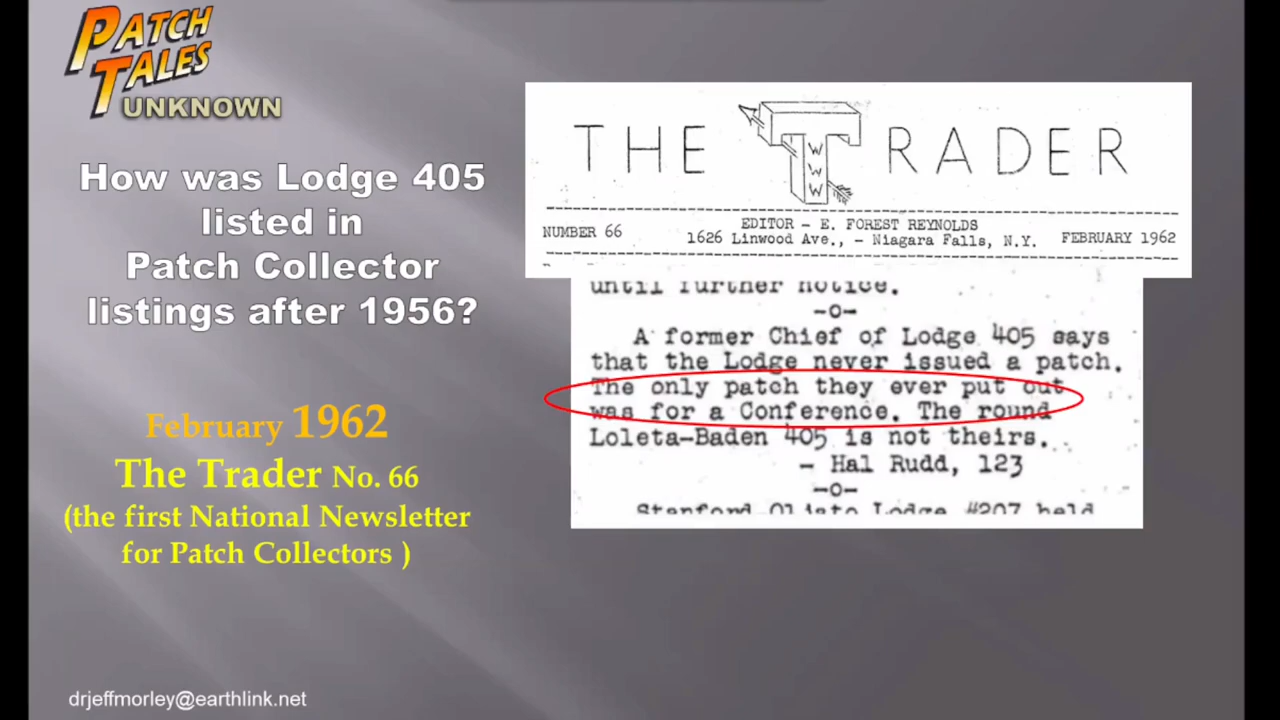 PATCH
TALES
UNKNOWN
How was Lodge 405
listed in
Patch Collector
listings after 1956?
February 1962
The Trader No. 66
(the first National Newsletter
for Patch Collectors )
THE TRADER
W
W
W
NUMBER 66
EDITOR - E. FOREST REYNOLDS
1626 Linwood Ave., - Niagara Falls, N.Y.
FEBRUARY 1962
until further notice.
-o-
A former Chief of Lodge 405 says
that the Lodge never issued a patch.
The only patch they ever put out
was for a Conference. The round
Loleta-Baden 405 is not theirs.
- Hal Rudd, 123
-o-
Lodge #207 held
drjeffmorley@earthlink.net